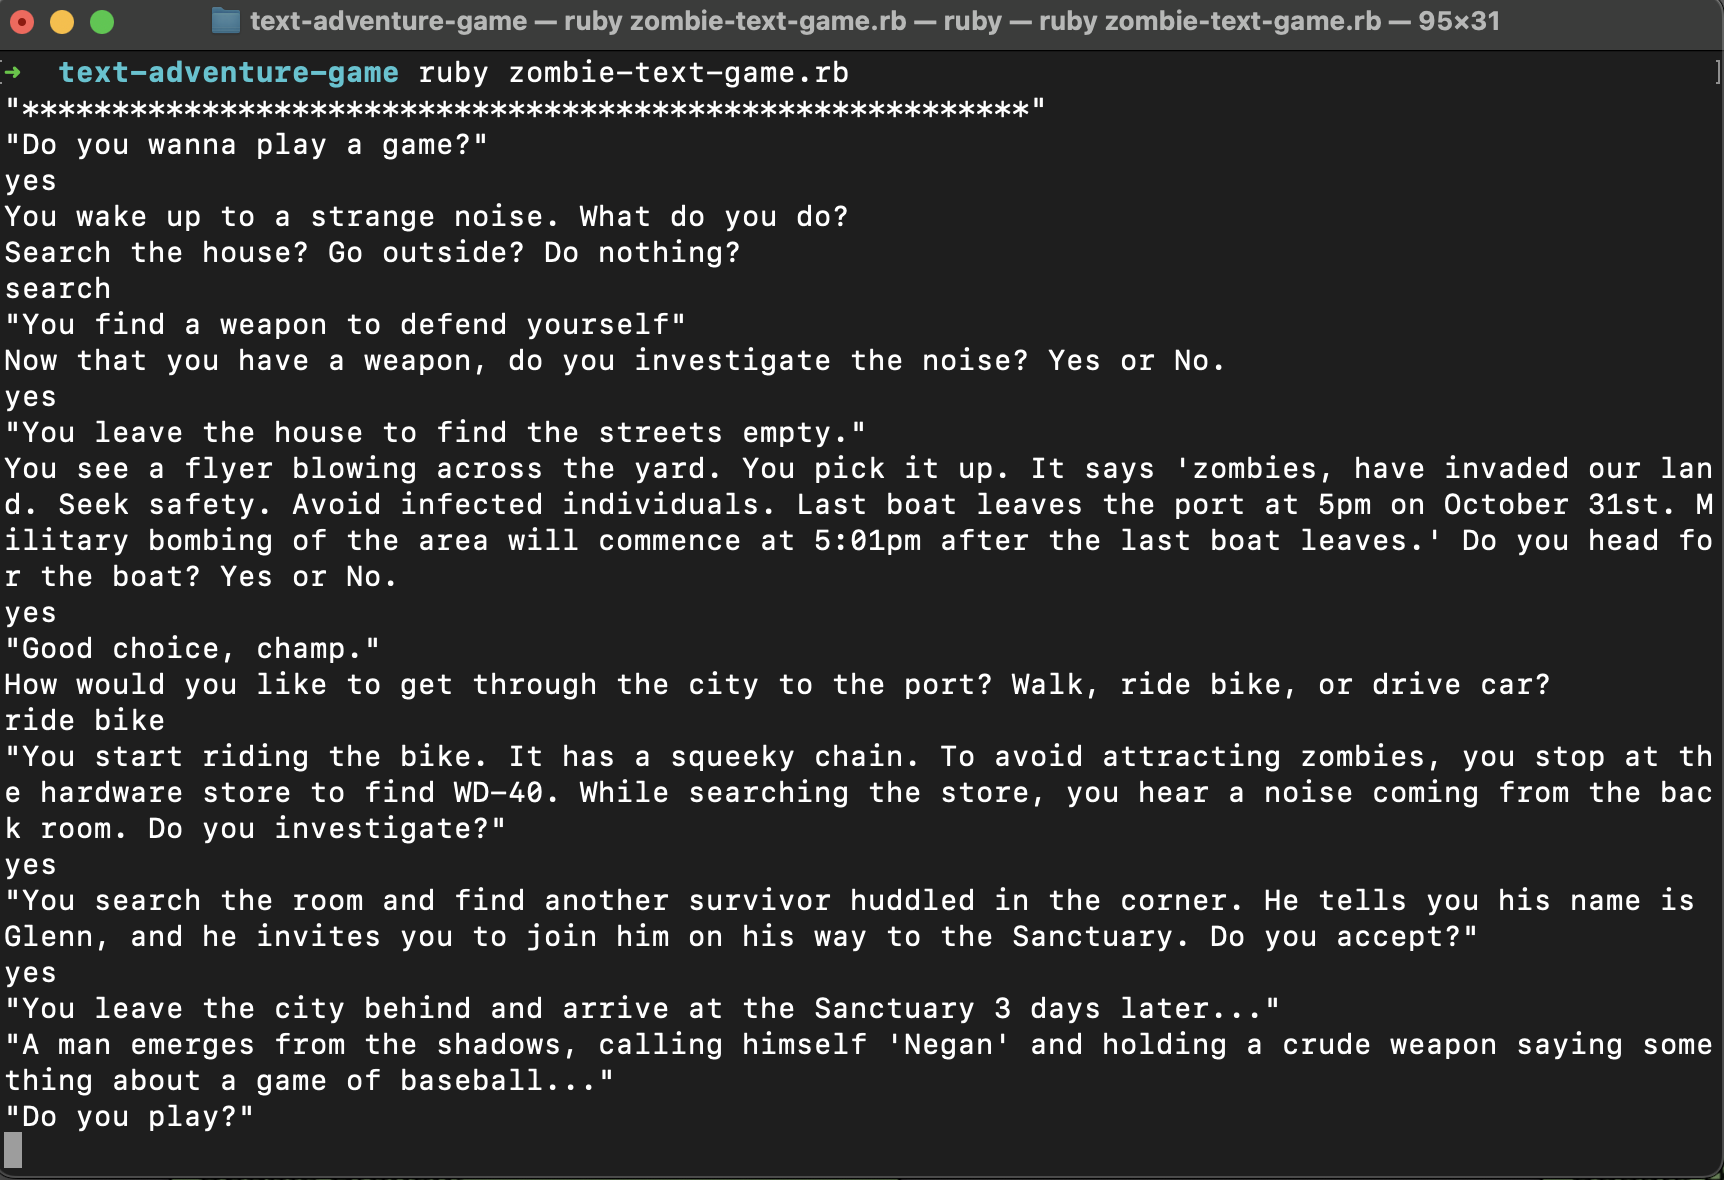 text-adventure-game — ruby zombie-text-game.rb — ruby — ruby zombie-text-game.rb — 95×31
[→  text-adventure-game ruby zombie-text-game.rb ]
"********************************************************"
"Do you wanna play a game?"
yes
You wake up to a strange noise. What do you do?
Search the house? Go outside? Do nothing?
search
"You find a weapon to defend yourself"
Now that you have a weapon, do you investigate the noise? Yes or No.
yes
"You leave the house to find the streets empty."
You see a flyer blowing across the yard. You pick it up. It says 'zombies, have invaded our lan
d. Seek safety. Avoid infected individuals. Last boat leaves the port at 5pm on October 31st. M
ilitary bombing of the area will commence at 5:01pm after the last boat leaves.' Do you head fo
r the boat? Yes or No.
yes
"Good choice, champ."
How would you like to get through the city to the port? Walk, ride bike, or drive car?
ride bike
"You start riding the bike. It has a squeeky chain. To avoid attracting zombies, you stop at th
e hardware store to find WD-40. While searching the store, you hear a noise coming from the bac
k room. Do you investigate?"
yes
"You search the room and find another survivor huddled in the corner. He tells you his name is
Glenn, and he invites you to join him on his way to the Sanctuary. Do you accept?"
yes
"You leave the city behind and arrive at the Sanctuary 3 days later..."
"A man emerges from the shadows, calling himself 'Negan' and holding a crude weapon saying some
thing about a game of baseball..."
"Do you play?"